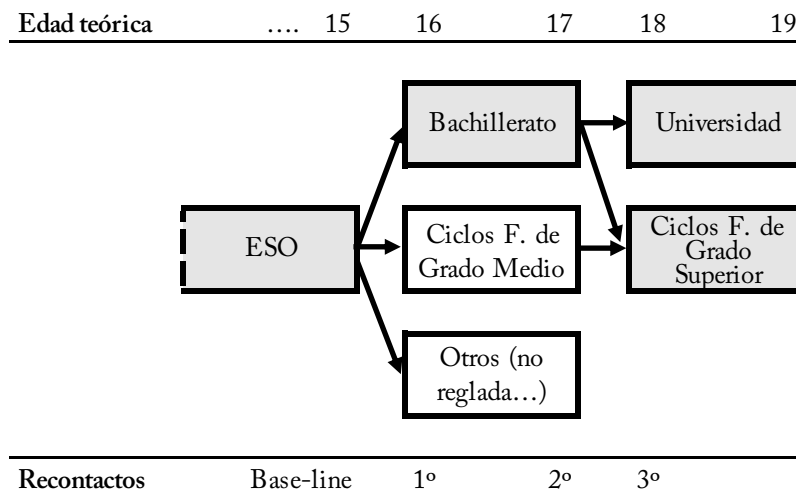 Edad teórica .... 15 16 17 18 19
Bachillerato
Universidad
ESO
Ciclos F. de
Grado Medio
Ciclos F. de
Grado
Superior
Otros (no
reglada...)
Recontactos Base-line 1º 2º 3º